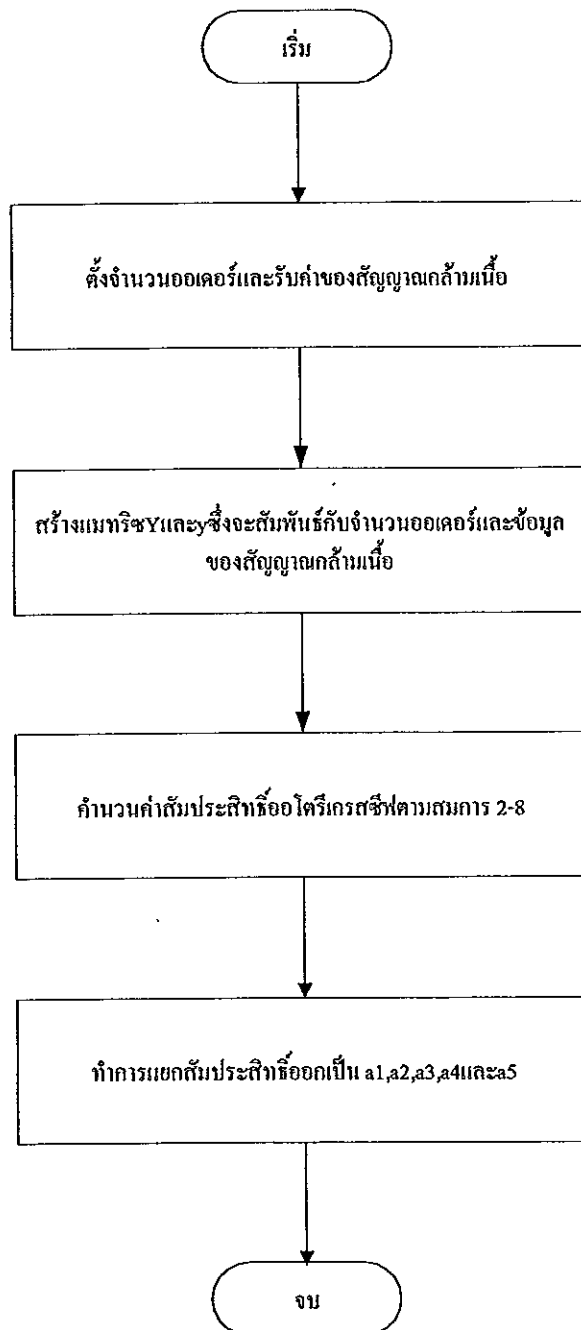 เริ่ม
ตั้งจำนวนออเดอร์และรับค่าของสัญญาณกล้ามเนื้อ
สร้างแมทริซYและyซึ่งจะสัมพันธ์กับจำนวนออเดอร์และข้อมูล
ของสัญญาณกล้ามเนื้อ
คำนวนค่าสัมประสิทธิ์ออโตรีเกรสซีฟตามสมการ 2-8
ทำการแยกสัมประสิทธิ์ออกเป็น a1,a2,a3,a4และa5
จบ